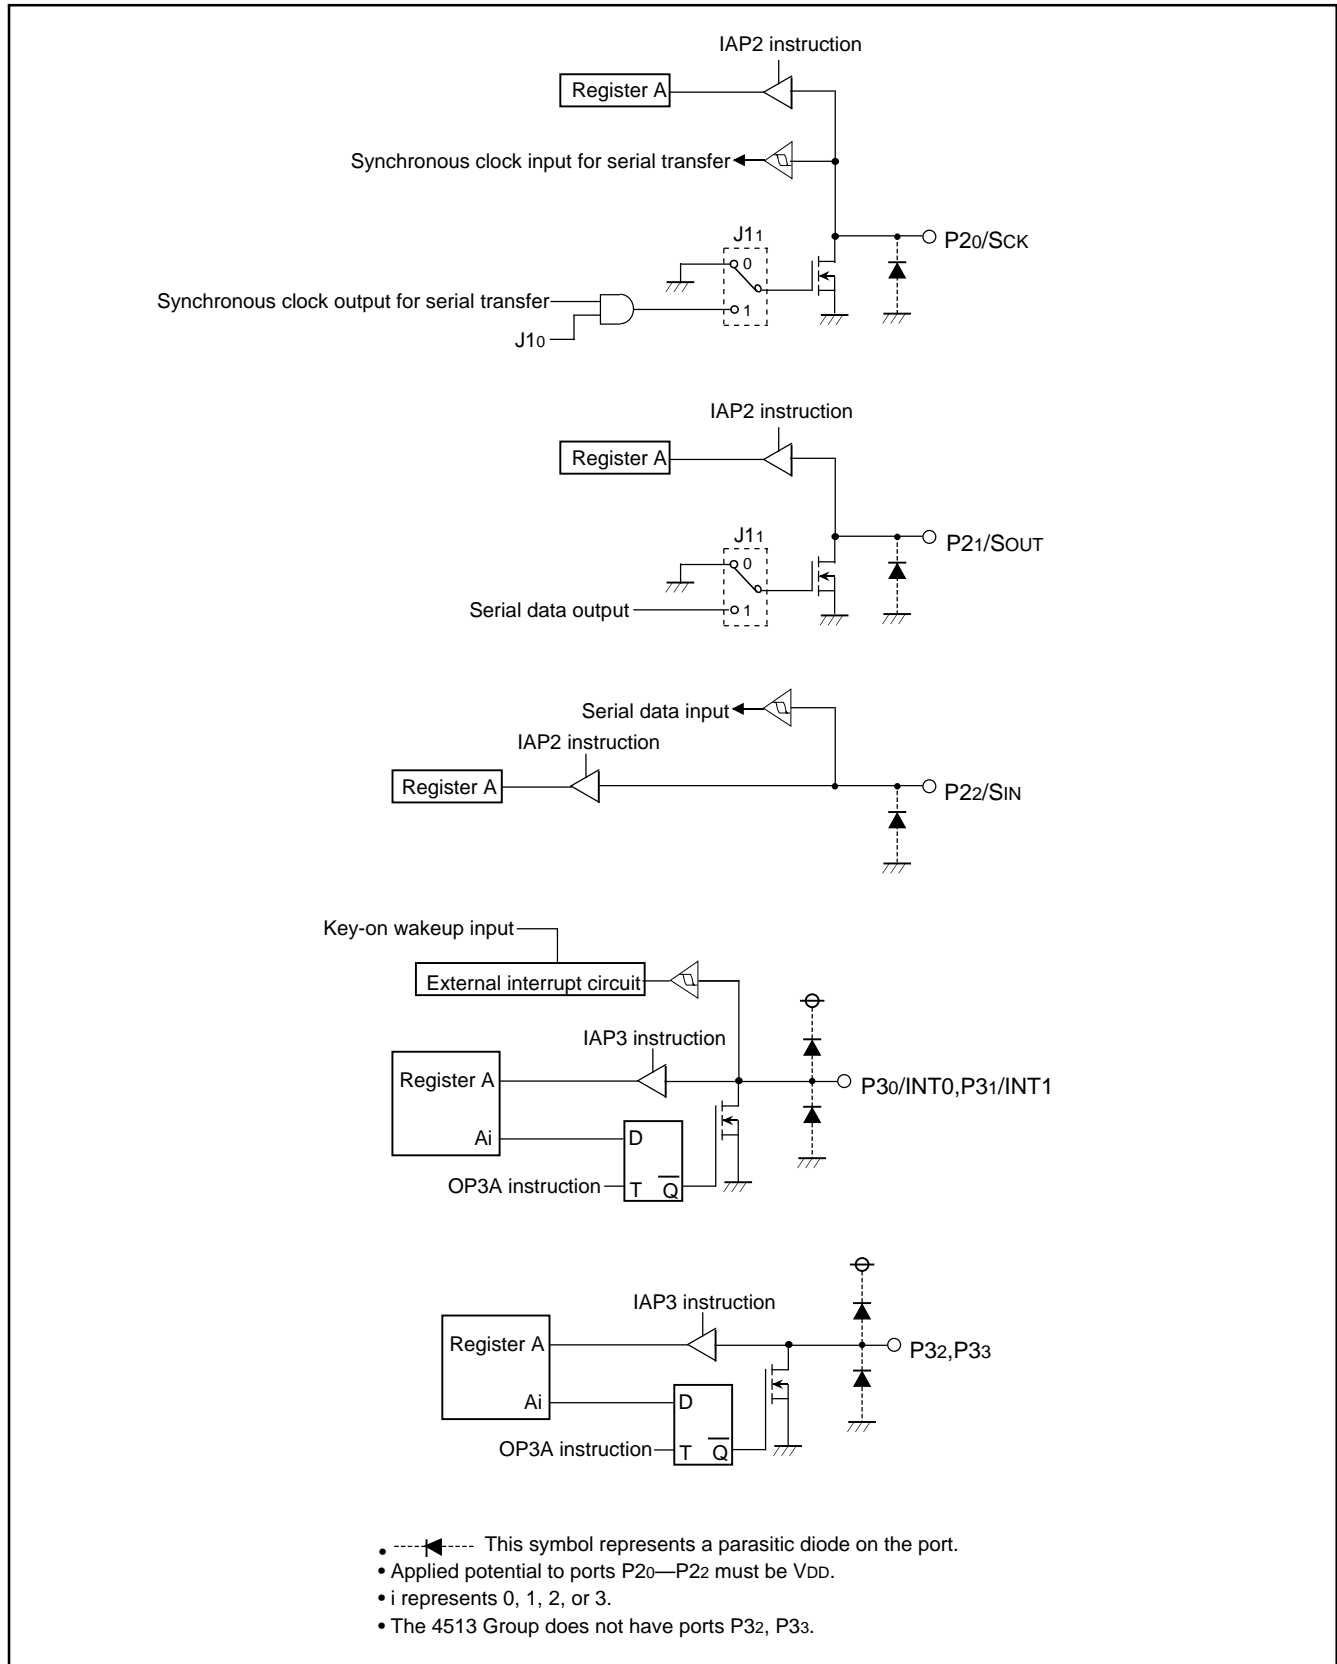 IAP2 instruction
Register A
Synchronous clock input for serial transfer
P20/SCK
J11
0
Synchronous clock output for serial transfer
1
J10
IAP2 instruction
Register A
P21/SOUT
J11
0
Serial data output
1
Serial data input
IAP2 instruction
Register A
P22/SIN
Key-on wakeup input
External interrupt circuit
IAP3 instruction
Register A
P30/INT0,P31/INT1
Ai
D
OP3A instruction
T Q
IAP3 instruction
Register A
P32,P33
Ai
D
OP3A instruction
T Q
• This symbol represents a parasitic diode on the port.
• Applied potential to ports P20—P22 must be VDD.
• i represents 0, 1, 2, or 3.
• The 4513 Group does not have ports P32, P33.